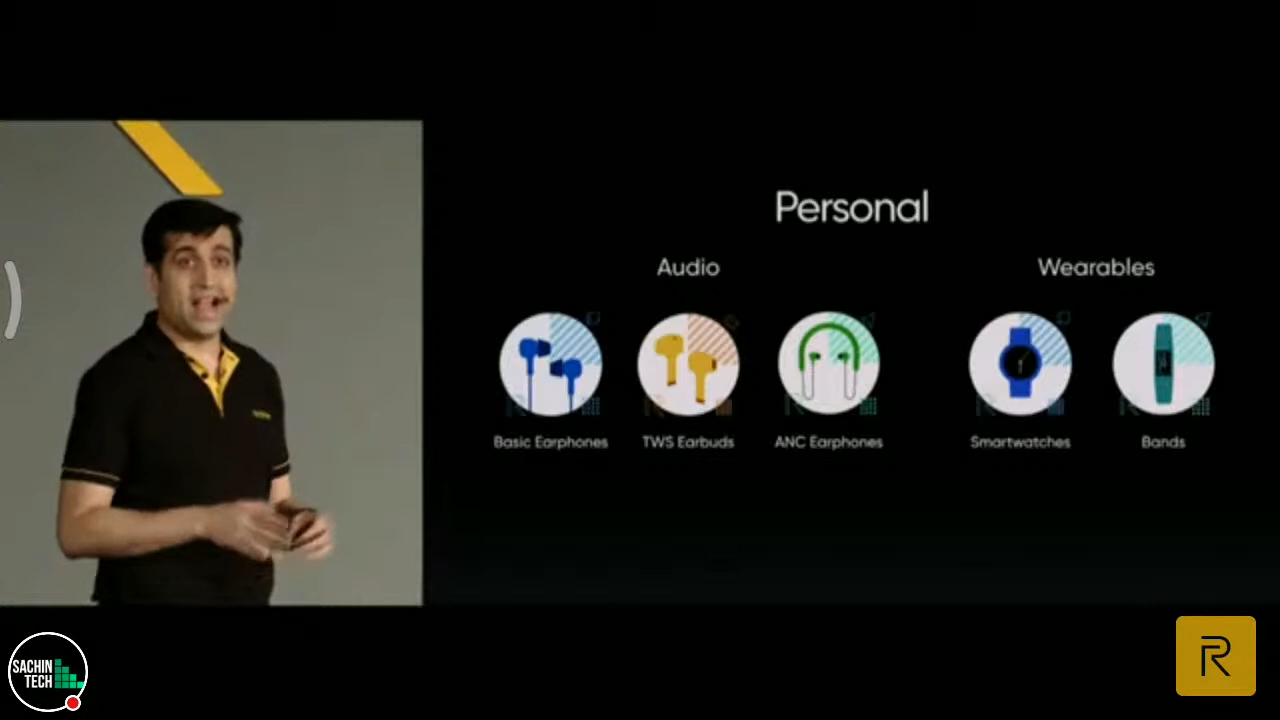 Personal
Audio
Wearables
Basic Earphones
TWS Earbuds
ANC Earphones
Smartwatches
Bands
SACHIN
TECH
R